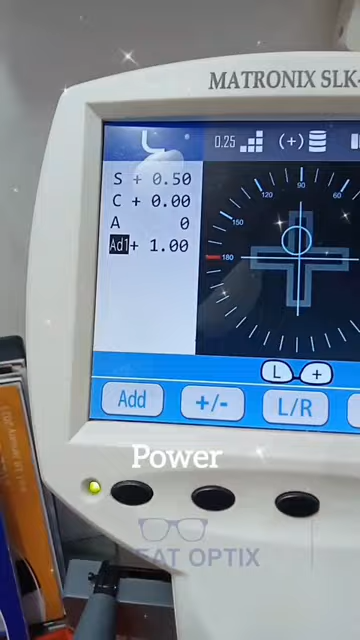 MATRONIX SLK-
L 0.25 (+)
S + 0.50
C + 0.00
A 0
Ad1+ 1.00
90
120
60
150
180
L +
Add
+/-
L/R
Power
EAT OPTIX